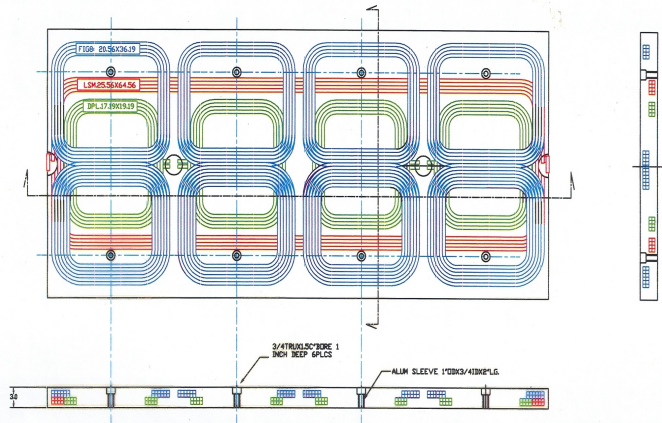 FIG8: 20.56X36.19
LSM:25.56X64.56
DPL:17.19X19.19
3/4TRUX1.5C"BORE 1
INCH DEEP 6PLCS
ALUM SLEEVE 1"ODX3/4IDX2"LG.
3.0